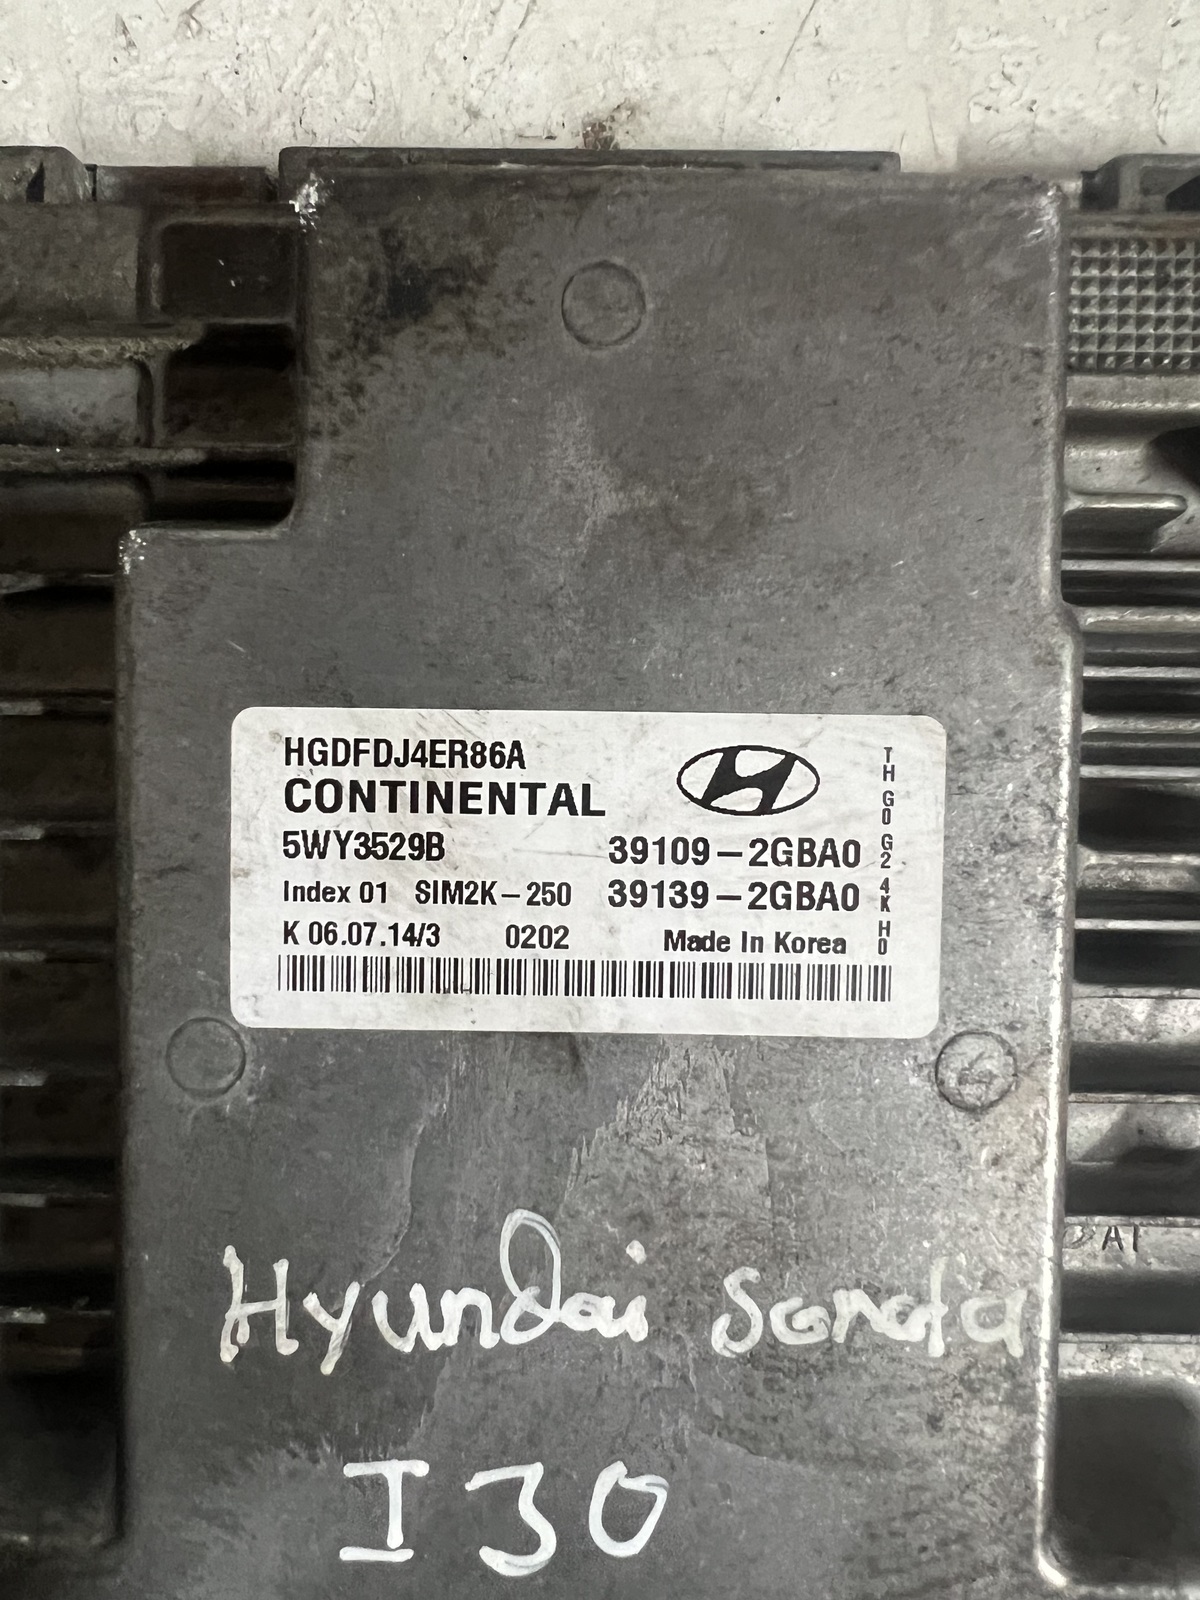 HGDFDJ4ER86A
CONTINENTAL
5WY3529B 39109-2GBA0
Index 01 SIM2K-250 39139-2GBA0
K 06.07.14/3 0202 Made In Korea
TH G0 G2 4K H0
Hyundai Sonata
I30